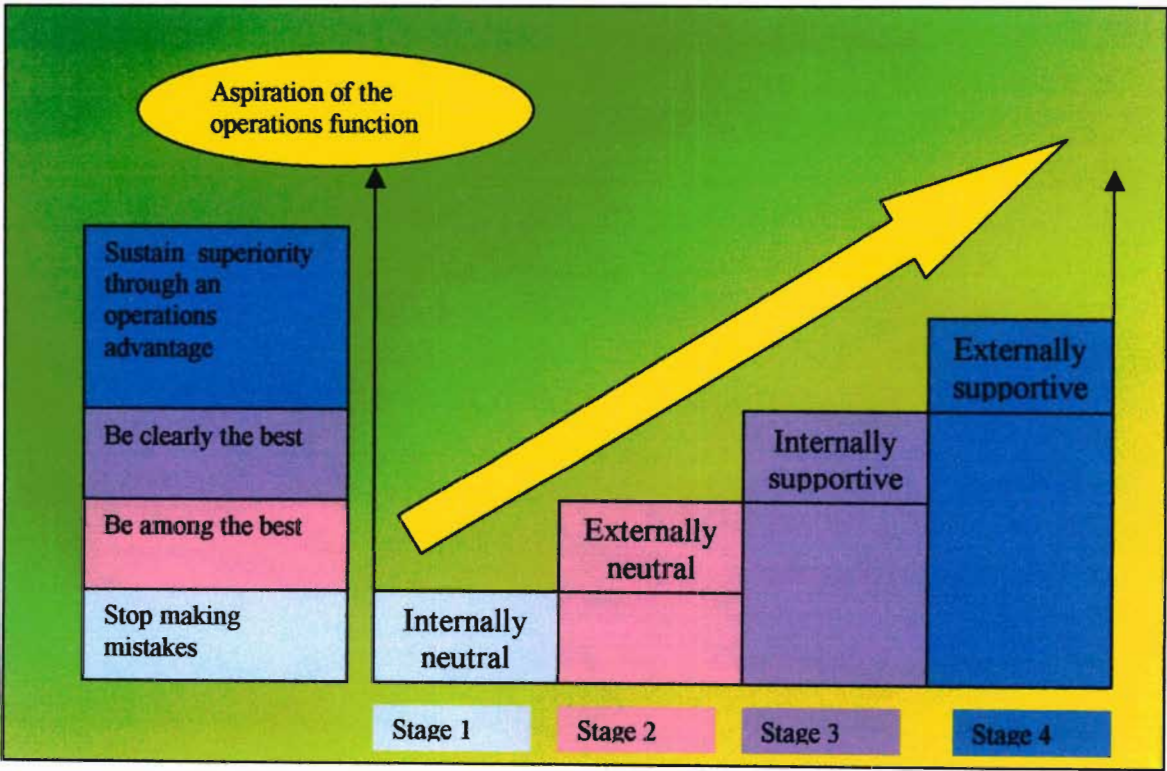 Aspiration of the
operations function
Sustain superiority
through an
operations
advantage
Be clearly the best
Be among the best
Stop making
mistakes
Internally
neutral
Externally
neutral
Internally
supportive
Externally
supportive
Stage 1
Stage 2
Stage 3
Stage 4